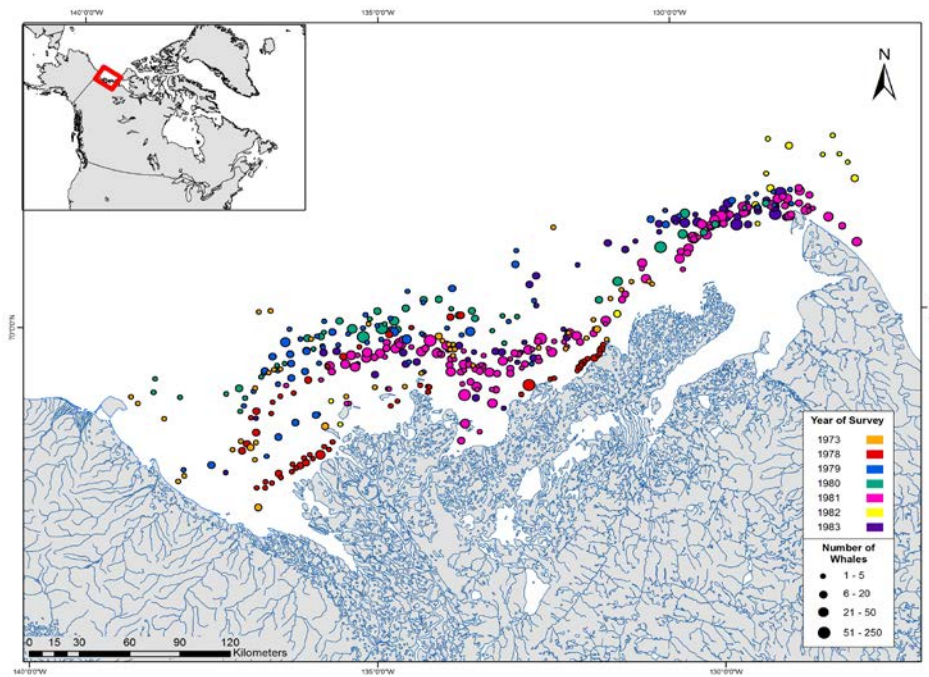 140°0'0"W
135°0'0"W
130°0'0"W
N
70°0'0"N
Year of Survey
1973
1978
1979
1980
1981
1982
1983
Number of
Whales
1 - 5
6 - 20
21 - 50
51 - 250
0 15 30 60 90 120
Kilometers
140°0'0"W
135°0'0"W
130°0'0"W